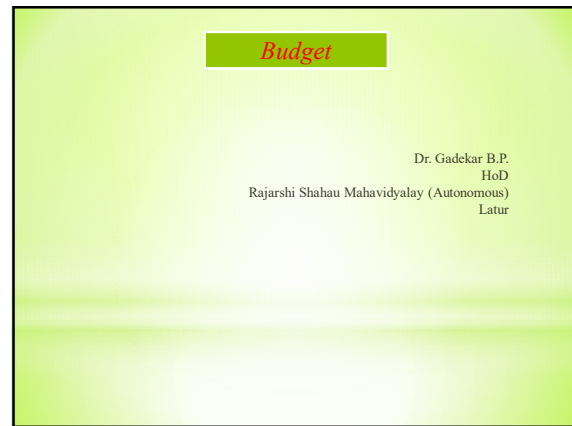 Budget
Dr. Gadekar B.P.
HoD
Rajarshi Shahau Mahavidyalay (Autonomous)
Latur